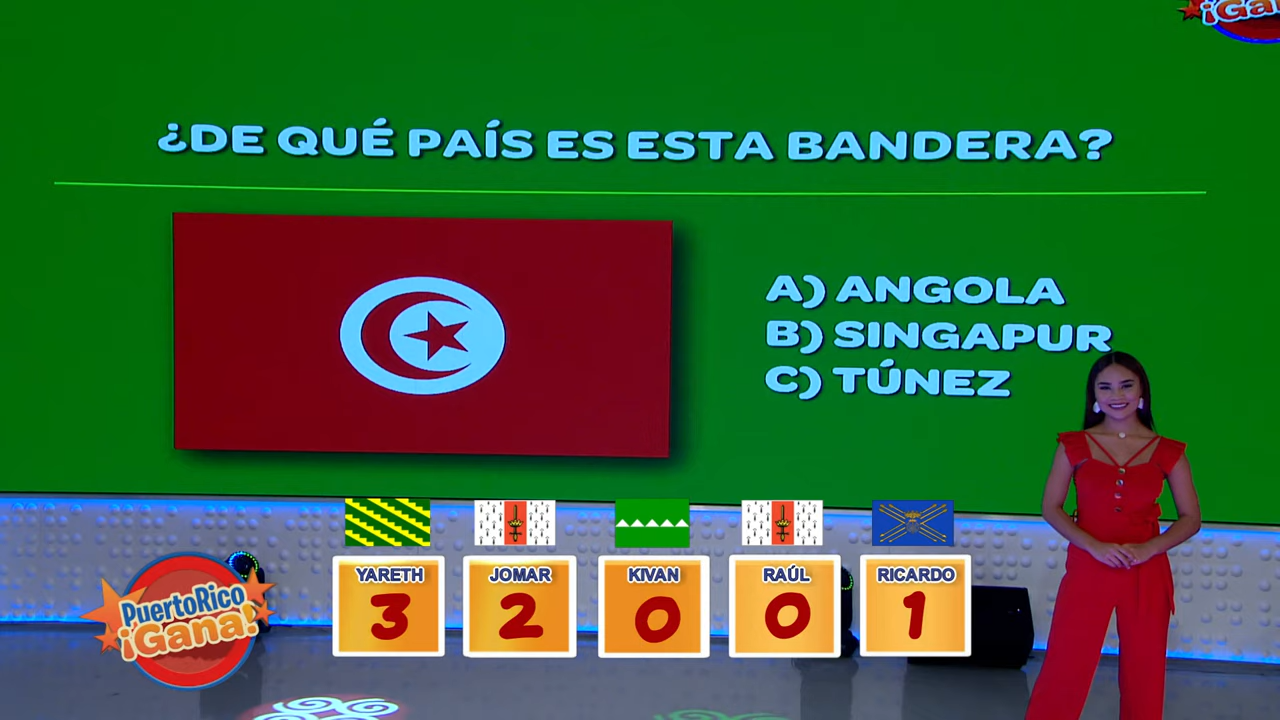 ¡Ga
¿DE QUÉ PAÍS ES ESTA BANDERA?
A) ANGOLA
B) SINGAPUR
C) TÚNEZ
YARETH
JOMAR
KIVAN
RAÚL
RICARDO
3
2
0
0
1
PuertoRico
¡Gana!